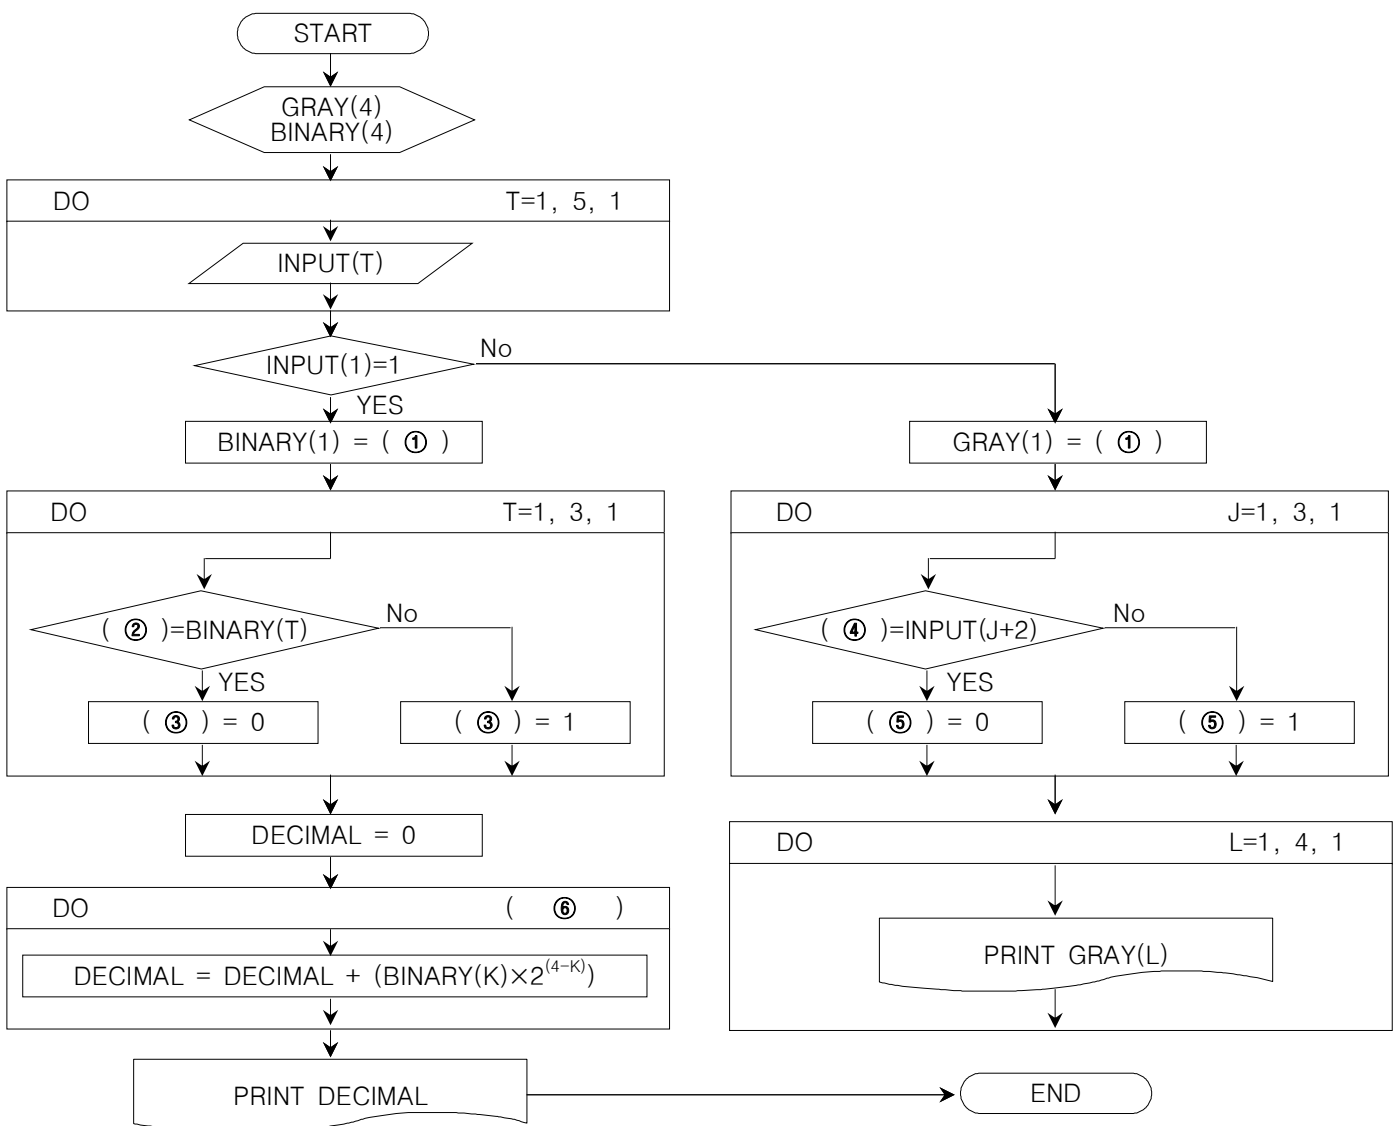 START
GRAY(4)
BINARY(4)
DO T=1, 5, 1
INPUT(T)
INPUT(1)=1
No
YES
BINARY(1) = ( ① )
DO T=1, 3, 1
( ② )=BINARY(T)
No
YES
( ③ ) = 0
( ③ ) = 1
DECIMAL = 0
DO ( ⑥ )
DECIMAL = DECIMAL + (BINARY(K)×2^(4-K))
PRINT DECIMAL
GRAY(1) = ( ① )
DO J=1, 3, 1
( ④ )=INPUT(J+2)
No
YES
( ⑤ ) = 0
( ⑤ ) = 1
DO L=1, 4, 1
PRINT GRAY(L)
END